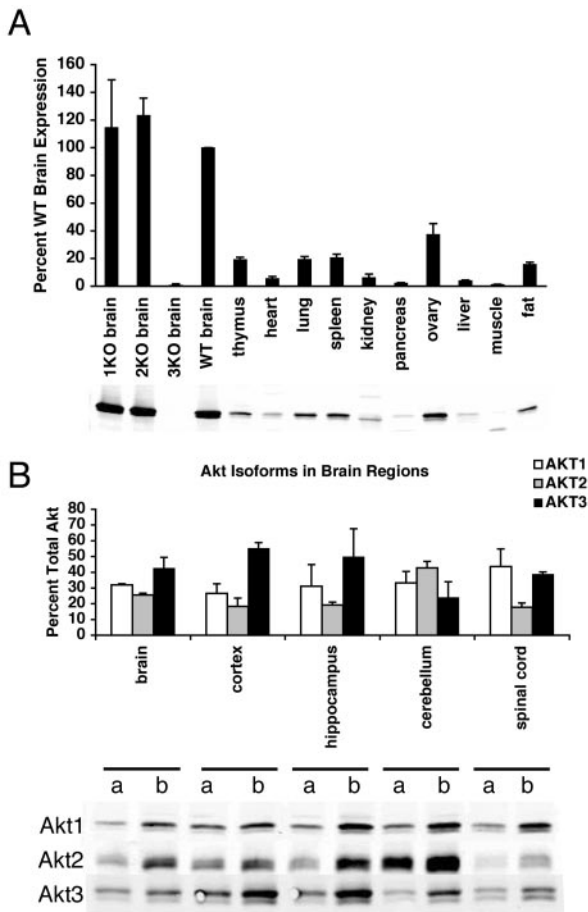 A
Percent WT Brain Expression
160
140
120
100
80
60
40
20
0
1KO brain
2KO brain
3KO brain
WT brain
thymus
heart
lung
spleen
kidney
pancreas
ovary
liver
muscle
fat
B
Akt Isoforms in Brain Regions
AKT1
AKT2
AKT3
Percent Total Akt
80
70
60
50
40
30
20
10
0
brain
cortex
hippocampus
cerebellum
spinal cord
a b a b a b a b a b
Akt1
Akt2
Akt3